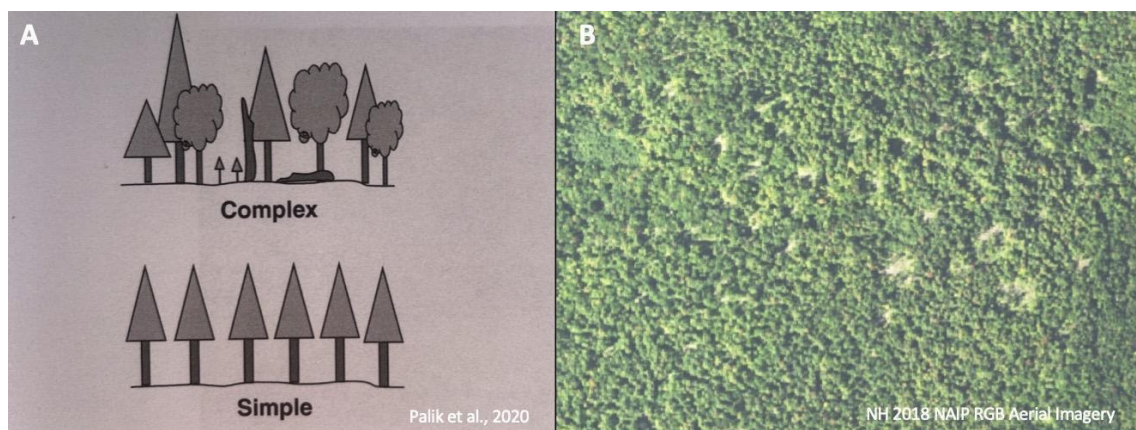 A
Complex
Simple
Palik et al., 2020
B
NH 2018 NAIP RGB Aerial Imagery